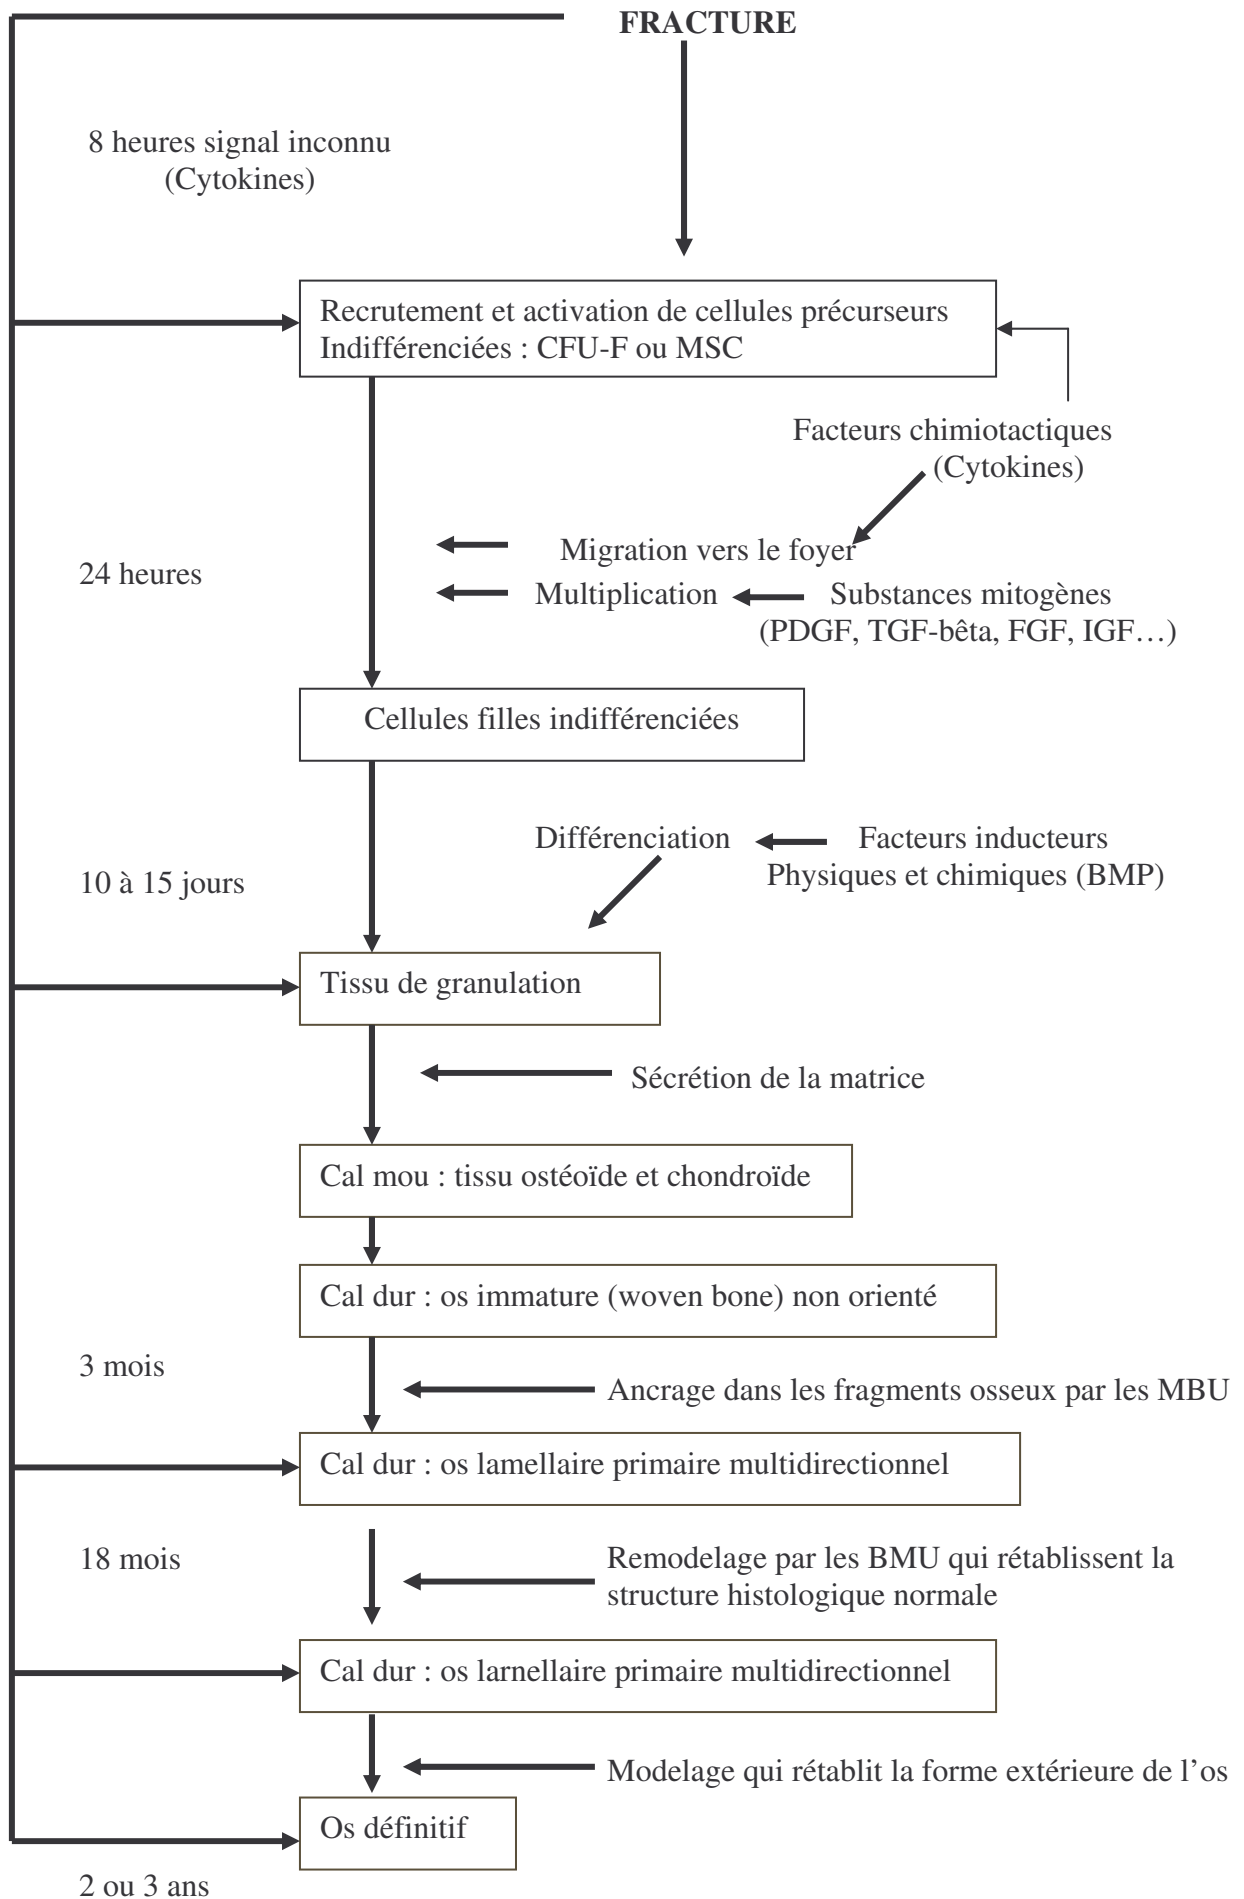 FRACTURE
8 heures signal inconnu
(Cytokines)
Recrutement et activation de cellules précurseurs
Indifférenciées : CFU-F ou MSC
Facteurs chimiotactiques
(Cytokines)
Migration vers le foyer
24 heures
Multiplication
Substances mitogènes
(PDGF, TGF-bêta, FGF, IGF…)
Cellules filles indifférenciées
Différenciation
Facteurs inducteurs
Physiques et chimiques (BMP)
10 à 15 jours
Tissu de granulation
Sécrétion de la matrice
Cal mou : tissu ostéoïde et chondroïde
Cal dur : os immature (woven bone) non orienté
3 mois
Ancrage dans les fragments osseux par les MBU
Cal dur : os lamellaire primaire multidirectionnel
18 mois
Remodelage par les BMU qui rétablissent la
structure histologique normale
Cal dur : os larnellaire primaire multidirectionnel
Modelage qui rétablit la forme extérieure de l’os
Os définitif
2 ou 3 ans